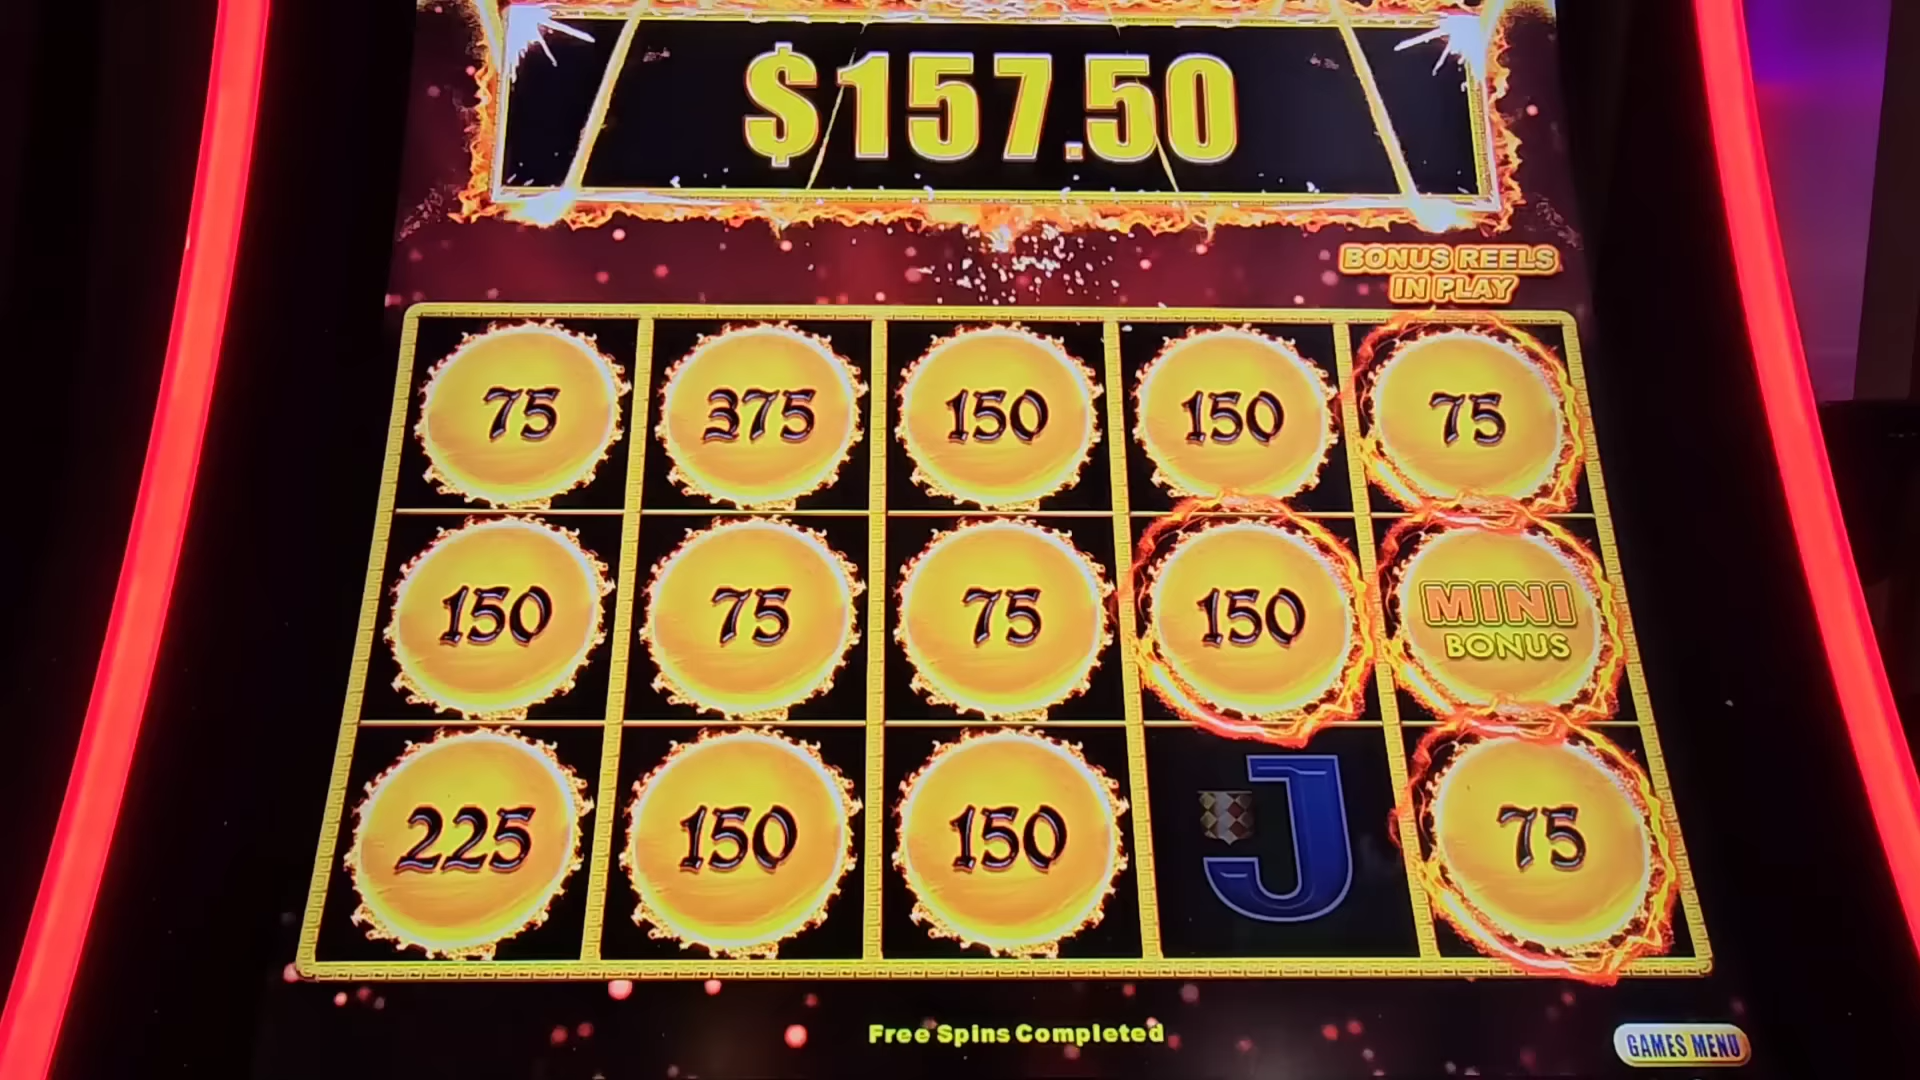 $157.50
BONUS REELS
IN PLAY
75 375 150 150 75
150 75 75 150 MINI
BONUS
225 150 150 J 75
Free Spins Completed
GAMES MENU